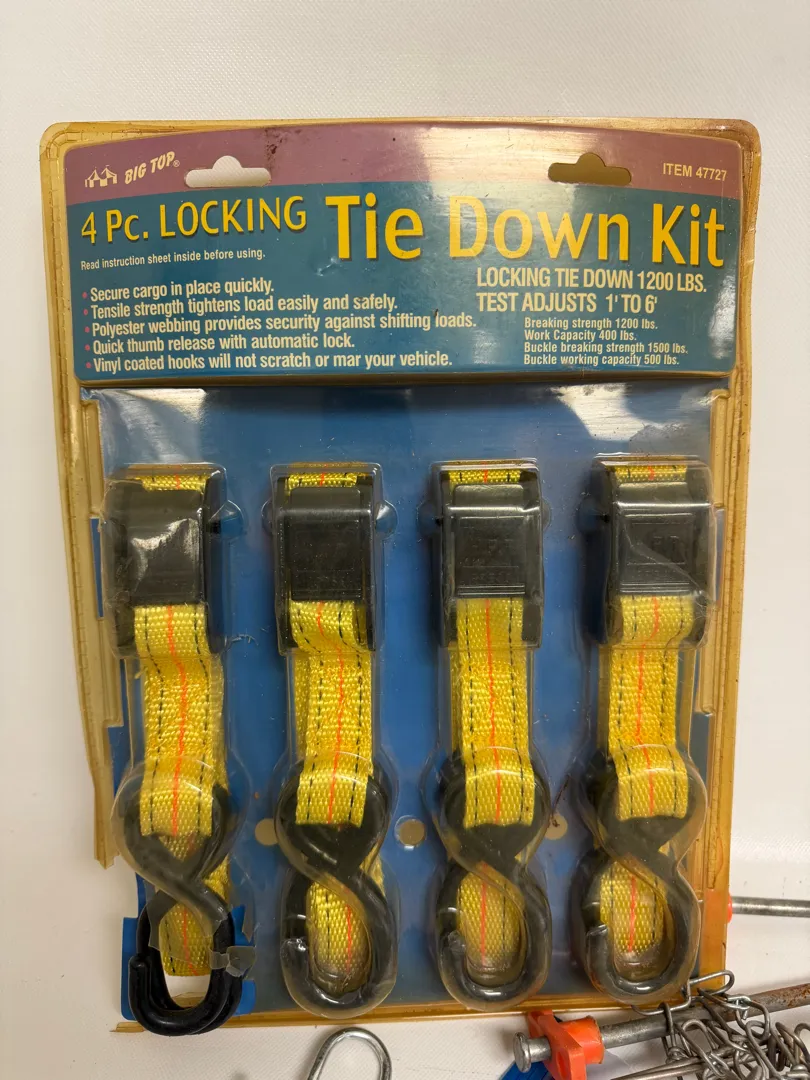 BIG TOP®
ITEM 47727
4 Pc. LOCKING Tie Down Kit
Read instruction sheet inside before using.
• Secure cargo in place quickly.
• Tensile strength tightens load easily and safely.
• Polyester webbing provides security against shifting loads.
• Quick thumb release with automatic lock.
• Vinyl coated hooks will not scratch or mar your vehicle.
LOCKING TIE DOWN 1200 LBS.
TEST ADJUSTS 1' TO 6'
Breaking strength 1200 lbs.
Work Capacity 400 lbs.
Buckle breaking strength 1500 lbs.
Buckle working capacity 500 lbs.